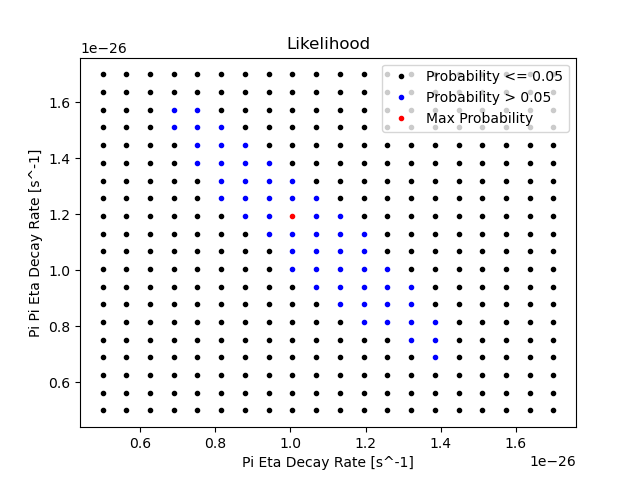 Likelihood
1e−26
Probability <= 0.05
Probability > 0.05
Max Probability
1.6
1.4
1.2
1.0
0.8
0.6
Pi Pi Eta Decay Rate [s^-1]
0.6 0.8 1.0 1.2 1.4 1.6
Pi Eta Decay Rate [s^-1]
1e−26